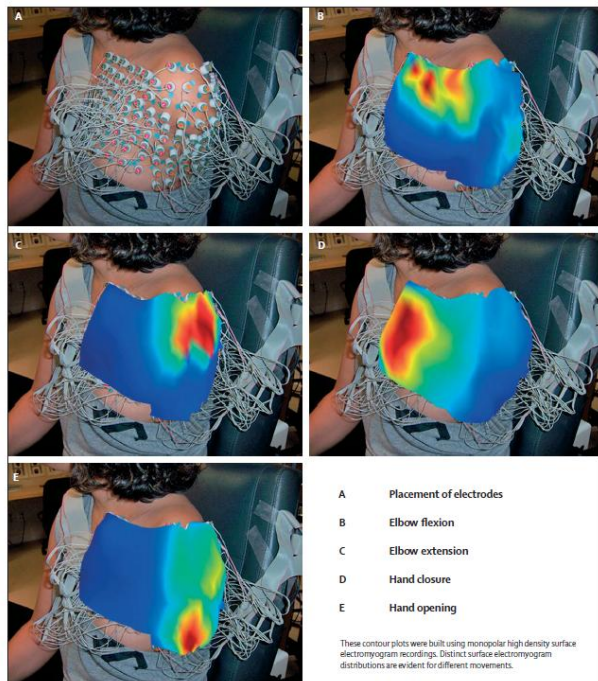 A
B
C
D
E
A Placement of electrodes
B Elbow flexion
C Elbow extension
D Hand closure
E Hand opening
These contour plots were built using monopolar high density surface
electromyogram recordings. Distinct surface electromyogram
distributions are evident for different movements.